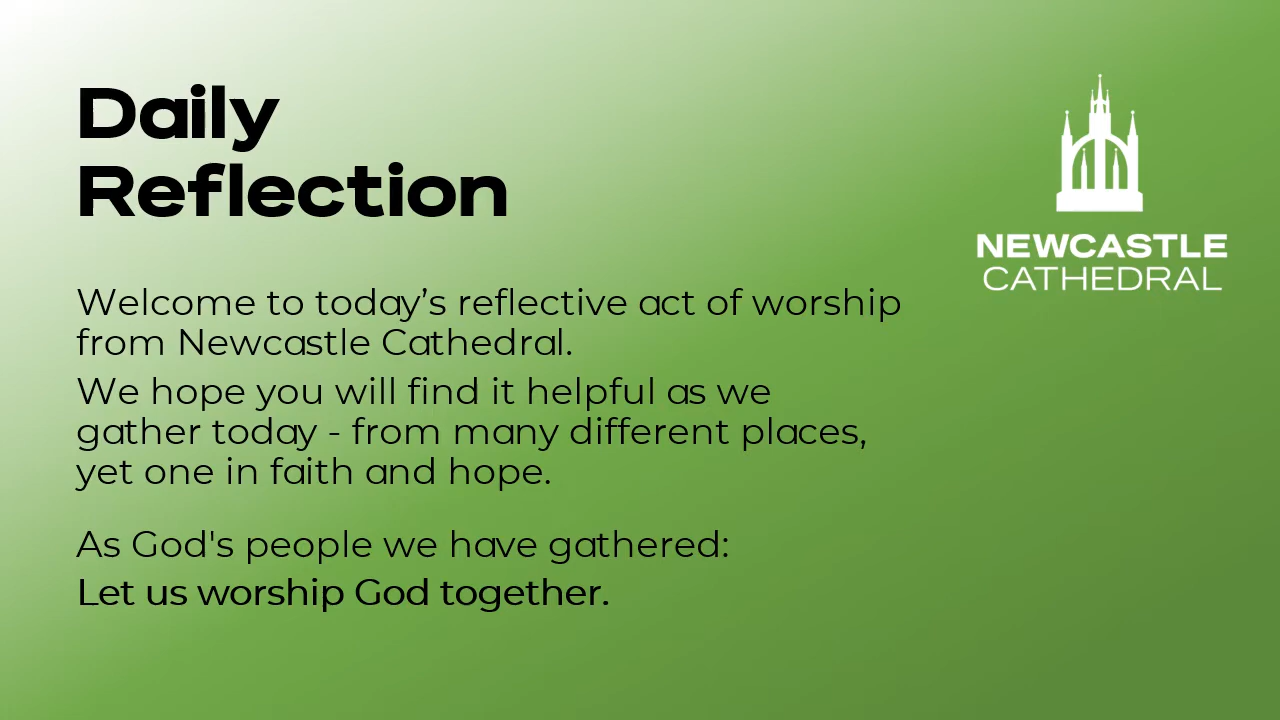 Daily
Reflection
NEWCASTLE
CATHEDRAL
Welcome to today’s reflective act of worship
from Newcastle Cathedral.
We hope you will find it helpful as we
gather today - from many different places,
yet one in faith and hope.
As God's people we have gathered:
Let us worship God together.